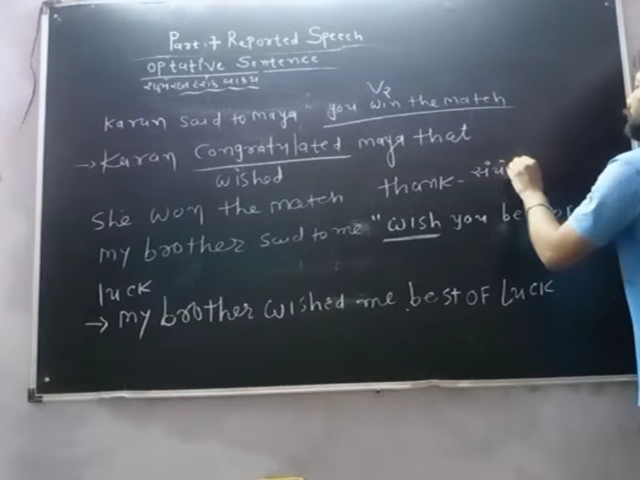 Part.7 Reported Speech
optative Sentence
વાક્ય
V2
Karan said to maya " you win the match
→ Karan Congratulated maya that
wished
She won the match thank -
my brother said to me "wish you
luck
→ my brother wished me best of luck